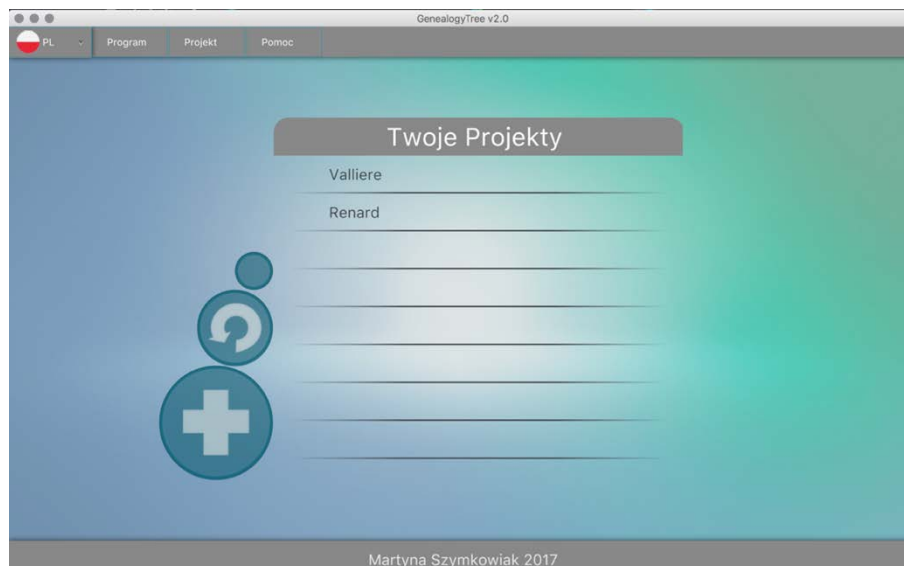 GenealogyTree v2.0
PL Program Projekt Pomoc
Twoje Projekty
Valliere
Renard
Martyna Szymkowiak 2017